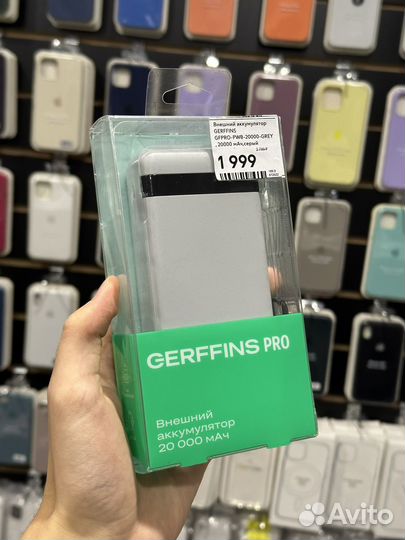 Внешний аккумулятор
GERFFINS
GFPRO-PWB-20000-GREY
, 20000 мАч,серый
1 999
GERFFINS PRO
Внешний
аккумулятор
20 000 мАч
Avito